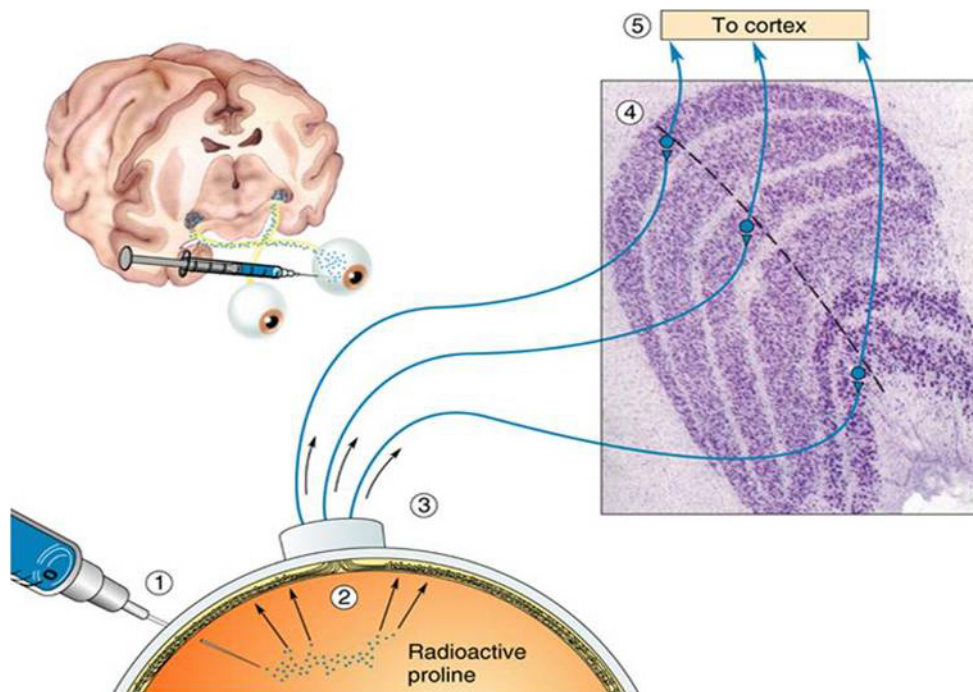 ⑤ To cortex
④
③
①
②
Radioactive
proline